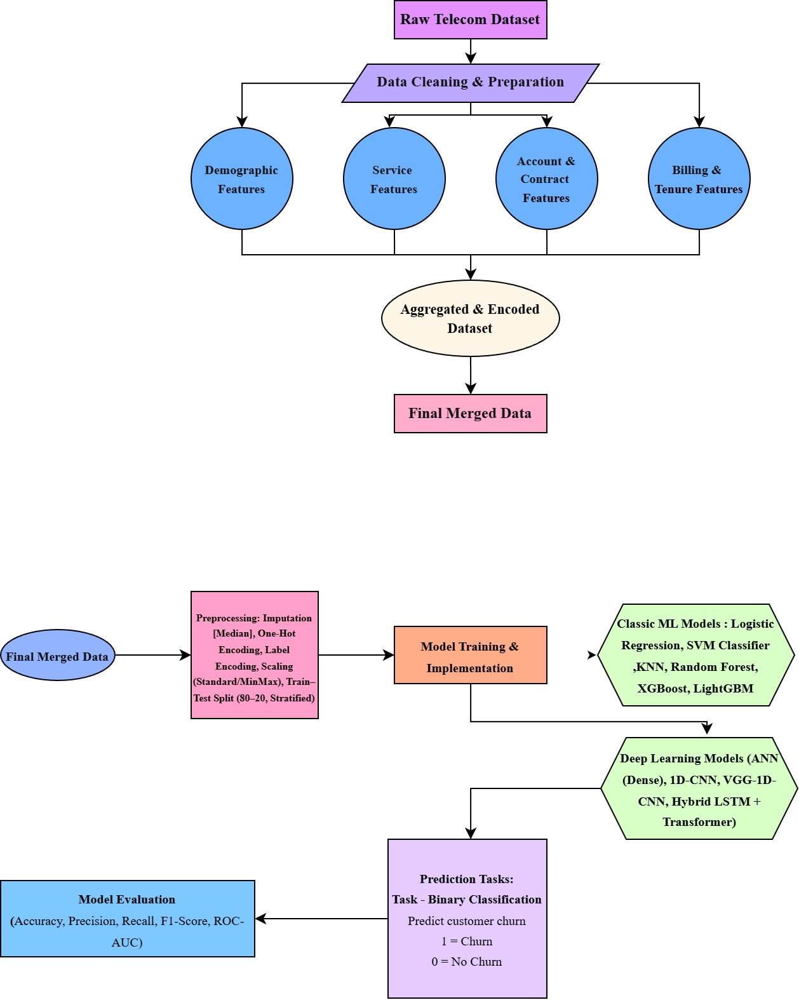 Raw Telecom Dataset
Data Cleaning & Preparation
Demographic
Features
Service
Features
Account &
Contract
Features
Billing &
Tenure Features
Aggregated & Encoded
Dataset
Final Merged Data
Final Merged Data
Preprocessing: Imputation
[Median], One-Hot
Encoding, Label
Encoding, Scaling
(Standard/MinMax), Train–
Test Split (80–20, Stratified)
Model Training &
Implementation
Classic ML Models : Logistic
Regression, SVM Classifier
,KNN, Random Forest,
XGBoost, LightGBM
Deep Learning Models (ANN
(Dense), 1D-CNN, VGG-1D-
CNN, Hybrid LSTM +
Transformer)
Prediction Tasks:
Task - Binary Classification
Predict customer churn
1 = Churn
0 = No Churn
Model Evaluation
(Accuracy, Precision, Recall, F1-Score, ROC-
AUC)